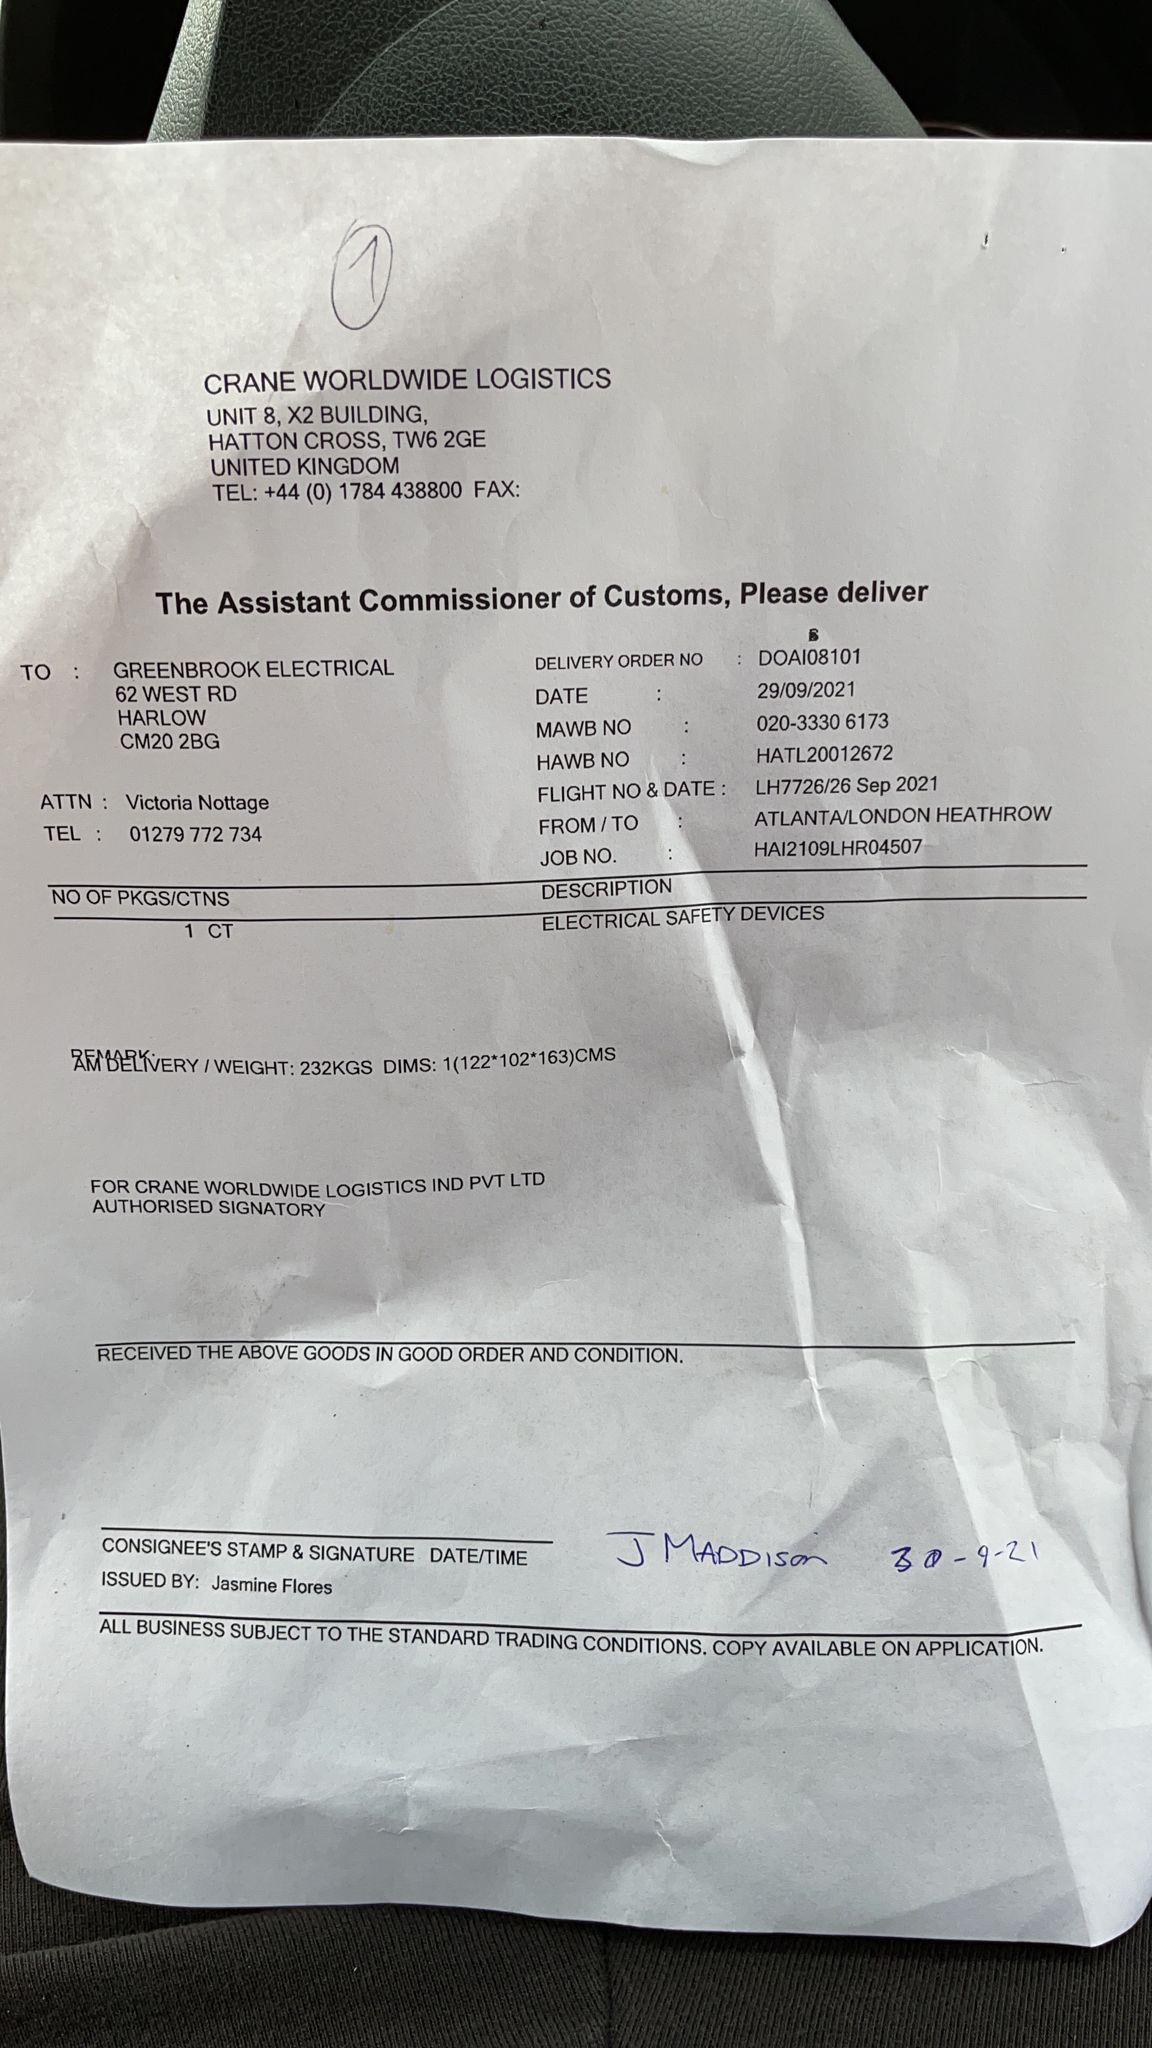 1
CRANE WORLDWIDE LOGISTICS
UNIT 8, X2 BUILDING,
HATTON CROSS, TW6 2GE
UNITED KINGDOM
TEL: +44 (0) 1784 438800 FAX:
The Assistant Commissioner of Customs, Please deliver
TO : GREENBROOK ELECTRICAL
62 WEST RD
HARLOW
CM20 2BG
ATTN : Victoria Nottage
TEL : 01279 772 734
DELIVERY ORDER NO : DOAI08101
DATE : 29/09/2021
MAWB NO : 020-3330 6173
HAWB NO : HATL20012672
FLIGHT NO & DATE : LH7726/26 Sep 2021
FROM / TO : ATLANTA/LONDON HEATHROW
JOB NO. : HAI2109LHR04507
NO OF PKGS/CTNS DESCRIPTION
1 CT ELECTRICAL SAFETY DEVICES
REMARK:
AM DELIVERY / WEIGHT: 232KGS DIMS: 1(122*102*163)CMS
FOR CRANE WORLDWIDE LOGISTICS IND PVT LTD
AUTHORISED SIGNATORY
RECEIVED THE ABOVE GOODS IN GOOD ORDER AND CONDITION.
CONSIGNEE'S STAMP & SIGNATURE DATE/TIME J MADDISON 30-9-21
ISSUED BY: Jasmine Flores
ALL BUSINESS SUBJECT TO THE STANDARD TRADING CONDITIONS. COPY AVAILABLE ON APPLICATION.